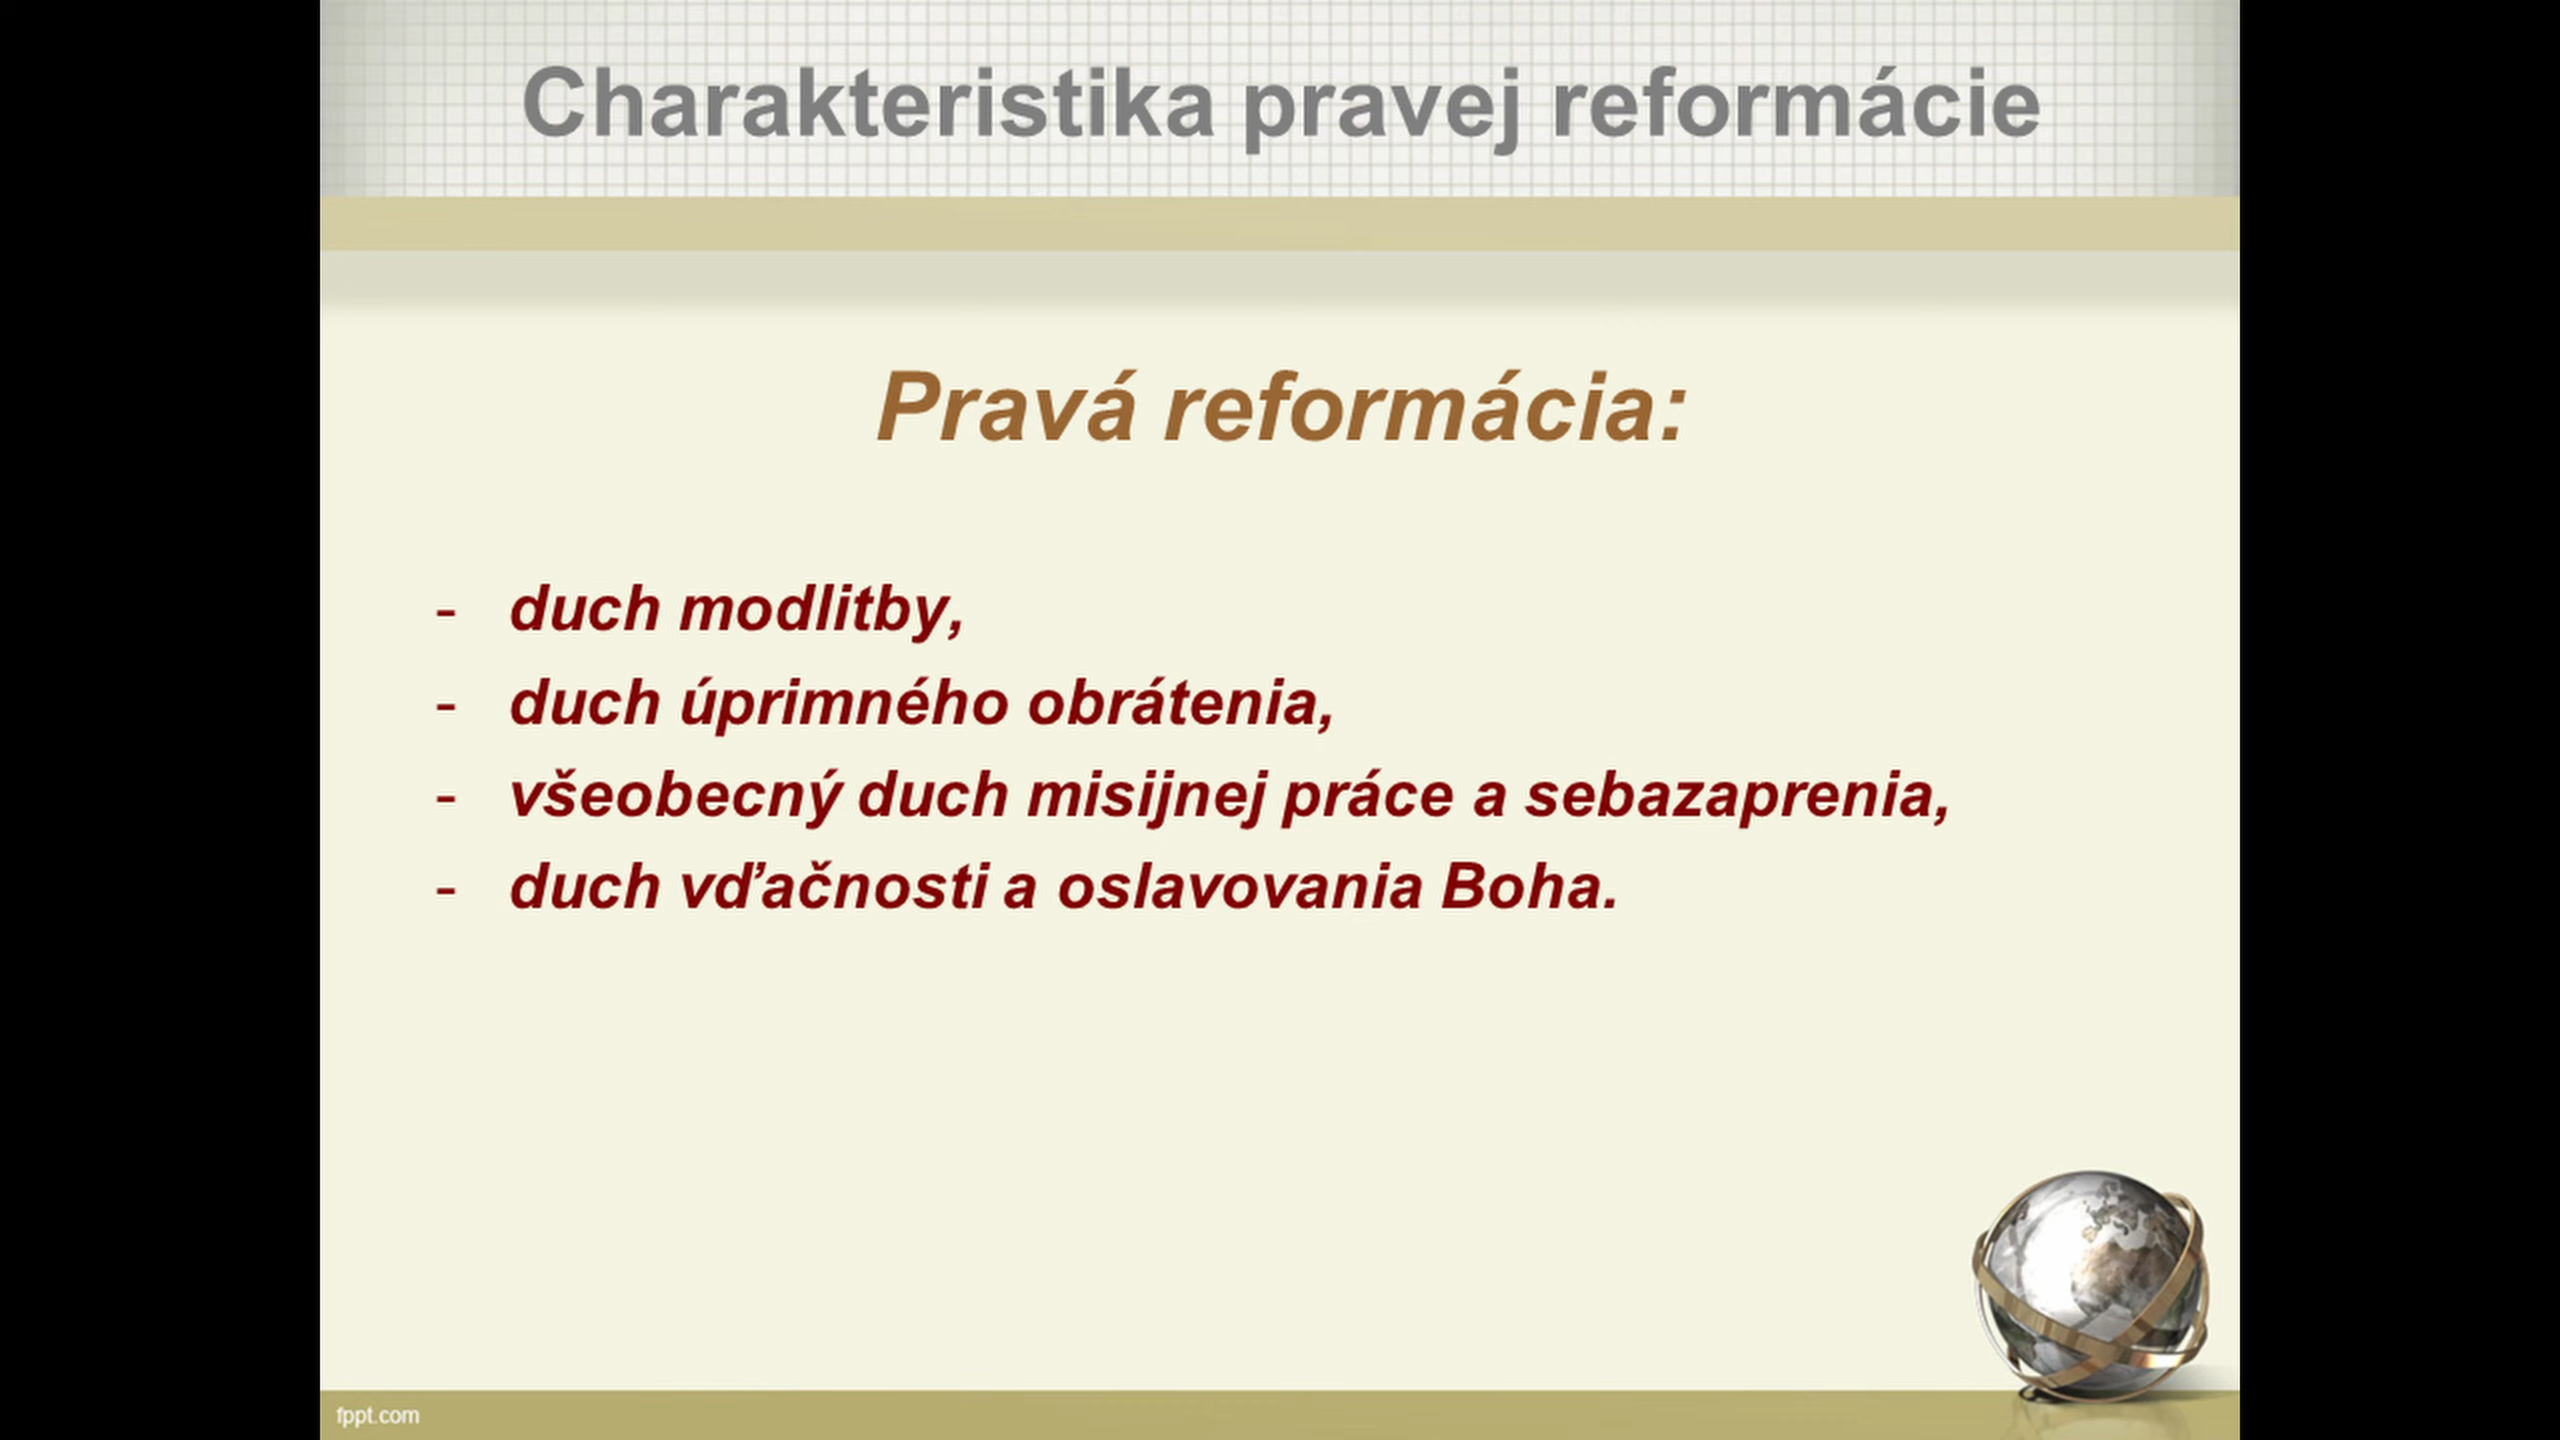 Charakteristika pravej reformácie
Pravá reformácia:
- duch modlitby,
- duch úprimného obrátenia,
- všeobecný duch misijnej práce a sebazaprenia,
- duch vďačnosti a oslavovania Boha.
fppt.com